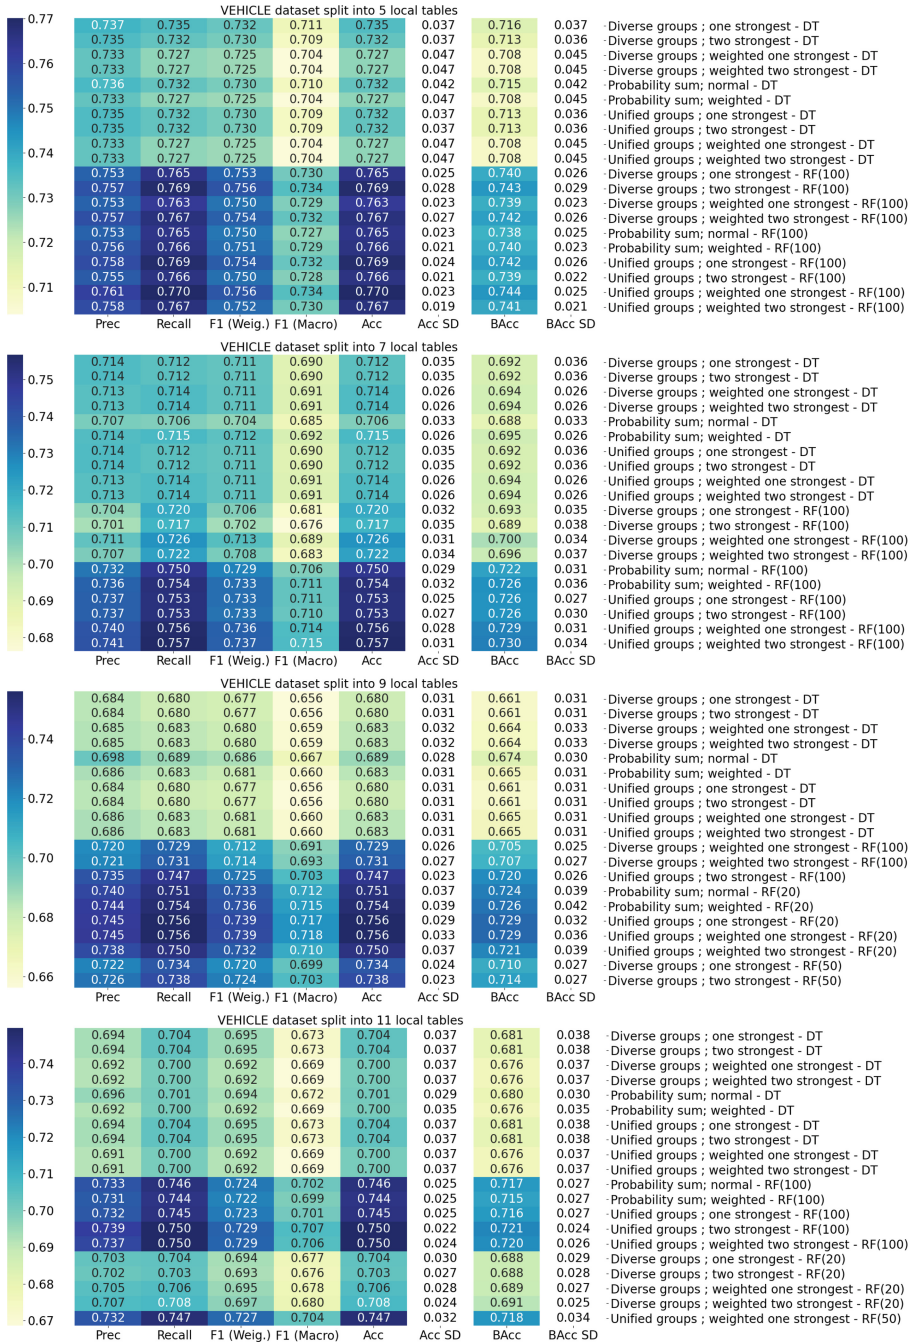 VEHICLE dataset split into 5 local tables
0.77
0.76
0.75
0.74
0.73
0.72
0.71
0.737 0.735 0.732 0.711 0.735 0.037 0.716 0.037 Diverse groups ; one strongest - DT
0.735 0.732 0.730 0.709 0.732 0.037 0.713 0.036 Diverse groups ; two strongest - DT
0.733 0.727 0.725 0.704 0.727 0.047 0.708 0.045 Diverse groups ; weighted one strongest - DT
0.733 0.727 0.725 0.704 0.727 0.047 0.708 0.045 Diverse groups ; weighted two strongest - DT
0.736 0.732 0.730 0.710 0.732 0.042 0.715 0.042 Probability sum; normal - DT
0.733 0.727 0.725 0.704 0.727 0.047 0.708 0.045 Probability sum; weighted - DT
0.735 0.732 0.730 0.709 0.732 0.037 0.713 0.036 Unified groups ; one strongest - DT
0.735 0.732 0.730 0.709 0.732 0.037 0.713 0.036 Unified groups ; two strongest - DT
0.733 0.727 0.725 0.704 0.727 0.047 0.708 0.045 Unified groups ; weighted one strongest - DT
0.733 0.727 0.725 0.704 0.727 0.047 0.708 0.045 Unified groups ; weighted two strongest - DT
0.753 0.765 0.753 0.730 0.765 0.025 0.740 0.026 Diverse groups ; one strongest - RF(100)
0.757 0.769 0.756 0.734 0.769 0.028 0.743 0.029 Diverse groups ; two strongest - RF(100)
0.753 0.763 0.750 0.729 0.763 0.023 0.739 0.023 Diverse groups ; weighted one strongest - RF(100)
0.757 0.767 0.754 0.732 0.767 0.027 0.742 0.026 Diverse groups ; weighted two strongest - RF(100)
0.753 0.765 0.750 0.727 0.765 0.023 0.738 0.025 Probability sum; normal - RF(100)
0.756 0.766 0.751 0.729 0.766 0.021 0.740 0.023 Probability sum; weighted - RF(100)
0.758 0.769 0.754 0.732 0.769 0.024 0.742 0.026 Unified groups ; one strongest - RF(100)
0.755 0.766 0.750 0.728 0.766 0.021 0.739 0.022 Unified groups ; two strongest - RF(100)
0.761 0.770 0.756 0.734 0.770 0.023 0.744 0.025 Unified groups ; weighted one strongest - RF(100)
0.758 0.767 0.752 0.730 0.767 0.019 0.741 0.021 Unified groups ; weighted two strongest - RF(100)
Prec Recall F1 (Weig.) F1 (Macro) Acc Acc SD BAcc BAcc SD
VEHICLE dataset split into 7 local tables
0.75
0.74
0.73
0.72
0.71
0.70
0.69
0.68
0.714 0.712 0.711 0.690 0.712 0.035 0.692 0.036 Diverse groups ; one strongest - DT
0.714 0.712 0.711 0.690 0.712 0.035 0.692 0.036 Diverse groups ; two strongest - DT
0.713 0.714 0.711 0.691 0.714 0.026 0.694 0.026 Diverse groups ; weighted one strongest - DT
0.713 0.714 0.711 0.691 0.714 0.026 0.694 0.026 Diverse groups ; weighted two strongest - DT
0.707 0.706 0.704 0.685 0.706 0.033 0.688 0.033 Probability sum; normal - DT
0.714 0.715 0.712 0.692 0.715 0.026 0.695 0.026 Probability sum; weighted - DT
0.714 0.712 0.711 0.690 0.712 0.035 0.692 0.036 Unified groups ; one strongest - DT
0.714 0.712 0.711 0.690 0.712 0.035 0.692 0.036 Unified groups ; two strongest - DT
0.713 0.714 0.711 0.691 0.714 0.026 0.694 0.026 Unified groups ; weighted one strongest - DT
0.713 0.714 0.711 0.691 0.714 0.026 0.694 0.026 Unified groups ; weighted two strongest - DT
0.704 0.720 0.706 0.681 0.720 0.032 0.693 0.035 Diverse groups ; one strongest - RF(100)
0.701 0.717 0.702 0.676 0.717 0.035 0.689 0.038 Diverse groups ; two strongest - RF(100)
0.711 0.726 0.713 0.689 0.726 0.031 0.700 0.034 Diverse groups ; weighted one strongest - RF(100)
0.707 0.722 0.708 0.683 0.722 0.034 0.696 0.037 Diverse groups ; weighted two strongest - RF(100)
0.732 0.750 0.729 0.706 0.750 0.029 0.722 0.031 Probability sum; normal - RF(100)
0.736 0.754 0.733 0.711 0.754 0.032 0.726 0.036 Probability sum; weighted - RF(100)
0.737 0.753 0.733 0.711 0.753 0.025 0.726 0.027 Unified groups ; one strongest - RF(100)
0.737 0.753 0.733 0.710 0.753 0.027 0.726 0.030 Unified groups ; two strongest - RF(100)
0.740 0.756 0.736 0.714 0.756 0.028 0.729 0.031 Unified groups ; weighted one strongest - RF(100)
0.741 0.757 0.737 0.715 0.757 0.031 0.730 0.034 Unified groups ; weighted two strongest - RF(100)
Prec Recall F1 (Weig.) F1 (Macro) Acc Acc SD BAcc BAcc SD
VEHICLE dataset split into 9 local tables
0.74
0.72
0.70
0.68
0.66
0.684 0.680 0.677 0.656 0.680 0.031 0.661 0.031 Diverse groups ; one strongest - DT
0.684 0.680 0.677 0.656 0.680 0.031 0.661 0.031 Diverse groups ; two strongest - DT
0.685 0.683 0.680 0.659 0.683 0.032 0.664 0.033 Diverse groups ; weighted one strongest - DT
0.685 0.683 0.680 0.659 0.683 0.032 0.664 0.033 Diverse groups ; weighted two strongest - DT
0.698 0.689 0.686 0.667 0.689 0.028 0.674 0.030 Probability sum; normal - DT
0.686 0.683 0.681 0.660 0.683 0.031 0.665 0.031 Probability sum; weighted - DT
0.684 0.680 0.677 0.656 0.680 0.031 0.661 0.031 Unified groups ; one strongest - DT
0.684 0.680 0.677 0.656 0.680 0.031 0.661 0.031 Unified groups ; two strongest - DT
0.686 0.683 0.681 0.660 0.683 0.031 0.665 0.031 Unified groups ; weighted one strongest - DT
0.686 0.683 0.681 0.660 0.683 0.031 0.665 0.031 Unified groups ; weighted two strongest - DT
0.720 0.729 0.712 0.691 0.729 0.026 0.705 0.025 Diverse groups ; weighted one strongest - RF(100)
0.721 0.731 0.714 0.693 0.731 0.027 0.707 0.027 Diverse groups ; weighted two strongest - RF(100)
0.735 0.747 0.725 0.703 0.747 0.023 0.720 0.026 Unified groups ; two strongest - RF(100)
0.740 0.751 0.733 0.712 0.751 0.037 0.724 0.039 Probability sum; normal - RF(20)
0.744 0.754 0.736 0.715 0.754 0.039 0.726 0.042 Probability sum; weighted - RF(20)
0.745 0.756 0.739 0.717 0.756 0.032 0.729 0.032 Unified groups ; one strongest - RF(20)
0.745 0.756 0.739 0.718 0.756 0.033 0.729 0.036 Unified groups ; weighted one strongest - RF(20)
0.738 0.750 0.732 0.710 0.750 0.037 0.721 0.039 Unified groups ; weighted two strongest - RF(20)
0.722 0.734 0.720 0.699 0.734 0.024 0.710 0.027 Diverse groups ; one strongest - RF(50)
0.726 0.738 0.724 0.703 0.738 0.023 0.714 0.027 Diverse groups ; two strongest - RF(50)
Prec Recall F1 (Weig.) F1 (Macro) Acc Acc SD BAcc BAcc SD
VEHICLE dataset split into 11 local tables
0.74
0.73
0.72
0.71
0.70
0.69
0.68
0.67
0.694 0.704 0.695 0.673 0.704 0.037 0.681 0.038 Diverse groups ; one strongest - DT
0.694 0.704 0.695 0.673 0.704 0.037 0.681 0.038 Diverse groups ; two strongest - DT
0.692 0.700 0.692 0.669 0.700 0.037 0.676 0.037 Diverse groups ; weighted one strongest - DT
0.692 0.700 0.692 0.669 0.700 0.037 0.676 0.037 Diverse groups ; weighted two strongest - DT
0.696 0.701 0.694 0.672 0.701 0.029 0.680 0.030 Probability sum; normal - DT
0.692 0.700 0.692 0.669 0.700 0.035 0.676 0.035 Probability sum; weighted - DT
0.694 0.704 0.695 0.673 0.704 0.037 0.681 0.038 Unified groups ; one strongest - DT
0.694 0.704 0.695 0.673 0.704 0.037 0.681 0.038 Unified groups ; two strongest - DT
0.691 0.700 0.692 0.669 0.700 0.037 0.676 0.037 Unified groups ; weighted one strongest - DT
0.691 0.700 0.692 0.669 0.700 0.037 0.676 0.037 Unified groups ; weighted two strongest - DT
0.733 0.746 0.724 0.702 0.746 0.025 0.717 0.027 Probability sum; normal - RF(100)
0.731 0.744 0.722 0.699 0.744 0.025 0.715 0.027 Probability sum; weighted - RF(100)
0.732 0.745 0.723 0.701 0.745 0.025 0.716 0.027 Unified groups ; one strongest - RF(100)
0.739 0.750 0.729 0.707 0.750 0.022 0.721 0.024 Unified groups ; two strongest - RF(100)
0.737 0.750 0.729 0.706 0.750 0.024 0.720 0.026 Unified groups ; weighted two strongest - RF(100)
0.703 0.704 0.694 0.677 0.704 0.030 0.688 0.029 Diverse groups ; one strongest - RF(20)
0.702 0.703 0.693 0.676 0.703 0.027 0.688 0.028 Diverse groups ; two strongest - RF(20)
0.705 0.706 0.695 0.678 0.706 0.028 0.689 0.027 Diverse groups ; weighted one strongest - RF(20)
0.707 0.708 0.697 0.680 0.708 0.024 0.691 0.025 Diverse groups ; weighted two strongest - RF(20)
0.732 0.747 0.727 0.704 0.747 0.032 0.718 0.034 Unified groups ; weighted one strongest - RF(50)
Prec Recall F1 (Weig.) F1 (Macro) Acc Acc SD BAcc BAcc SD